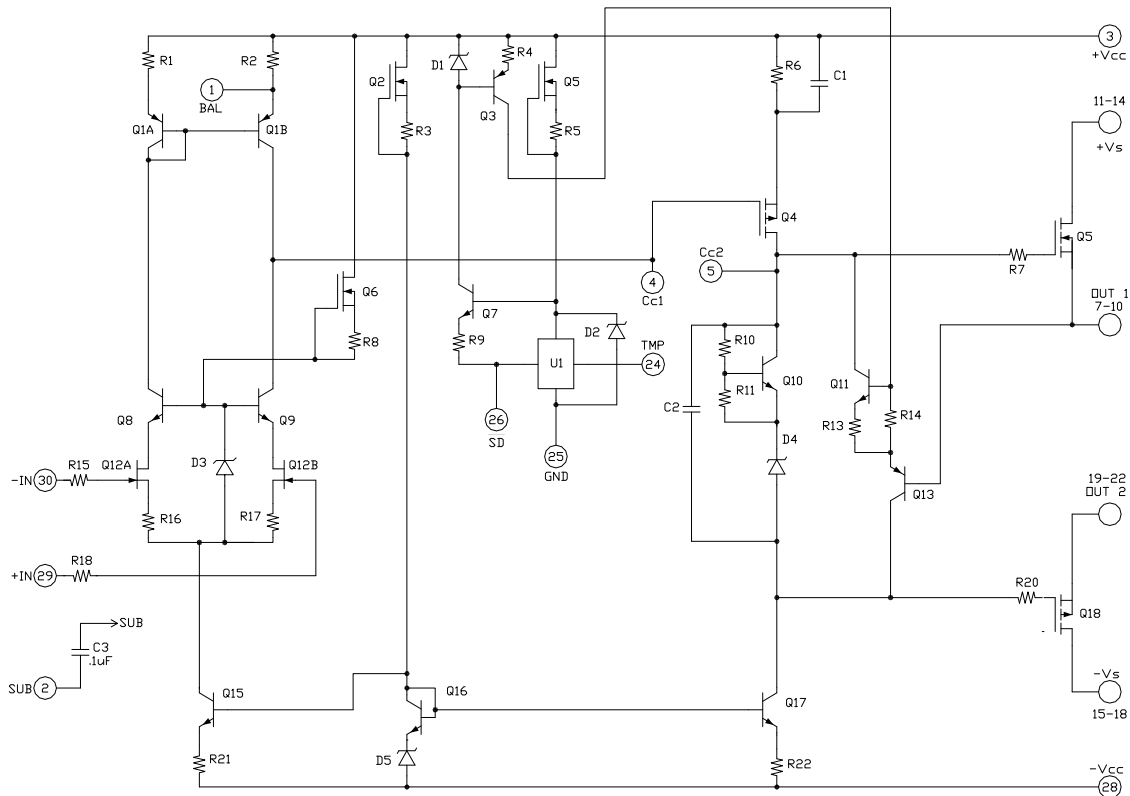 R1
R2
1
BAL
Q1A
Q1B
Q2
R3
D1
R4
Q3
Q5
R5
R6
C1
3
+Vcc
11-14
+Vs
Q4
Q5
R7
Cc2
5
4
Cc1
Q6
R8
Q7
R9
D2
U1
TMP
24
26
SD
25
GND
OUT 1
7-10
R10
Q10
R11
C2
D4
Q11
R13
R14
Q13
Q8
Q9
Q12A
D3
Q12B
-IN
30
R15
R16
R17
+IN
29
R18
19-22
OUT 2
R20
Q18
SUB
C3
.1uF
SUB
2
Q15
Q16
Q17
-Vs
15-18
R21
D5
R22
-Vcc
28